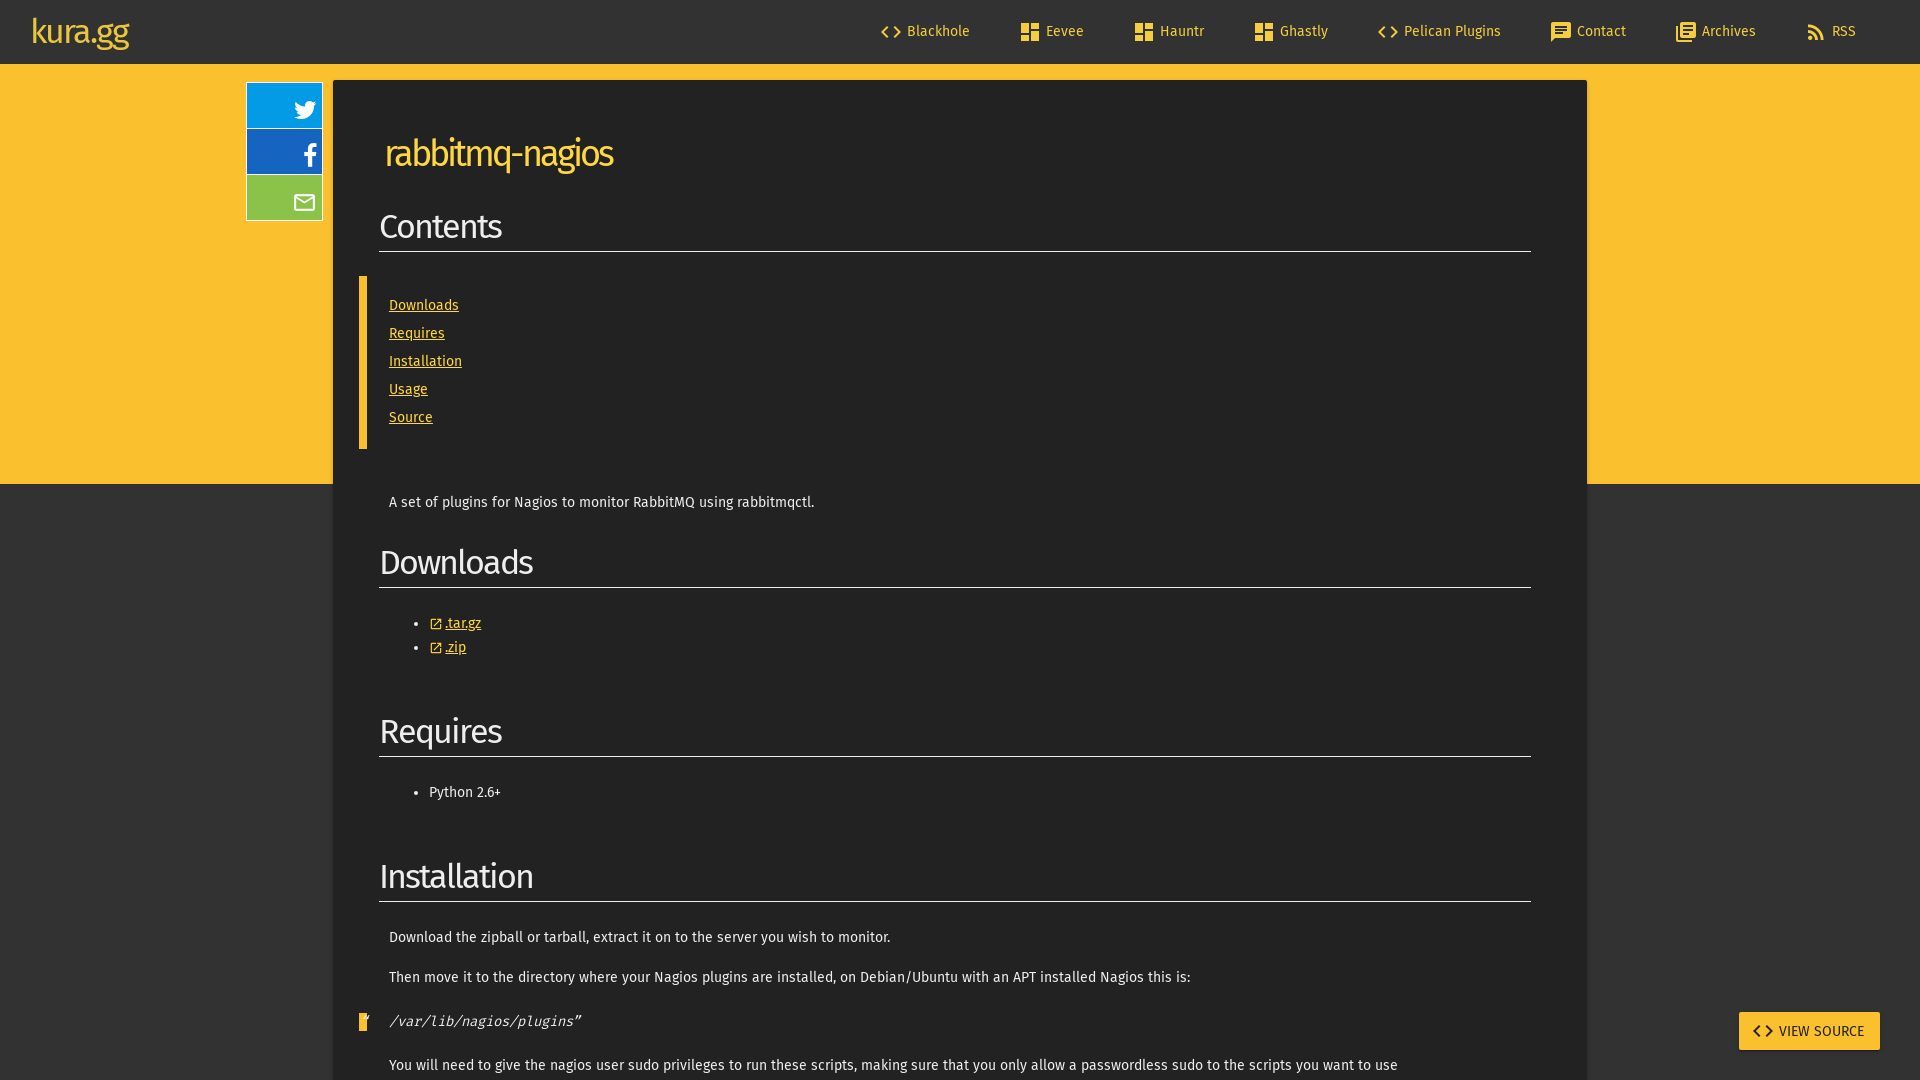 kura.gg
Blackhole
Eevee
Hauntr
Ghastly
Pelican Plugins
Contact
Archives
RSS
rabbitmq-nagios
Contents
Downloads
Requires
Installation
Usage
Source
A set of plugins for Nagios to monitor RabbitMQ using rabbitmqctl.
Downloads
.tar.gz
.zip
Requires
Python 2.6+
Installation
Download the zipball or tarball, extract it on to the server you wish to monitor.
Then move it to the directory where your Nagios plugins are installed, on Debian/Ubuntu with an APT installed Nagios this is:
“/var/lib/nagios/plugins”
You will need to give the nagios user sudo privileges to run these scripts, making sure that you only allow a passwordless sudo to the scripts you want to use
VIEW SOURCE